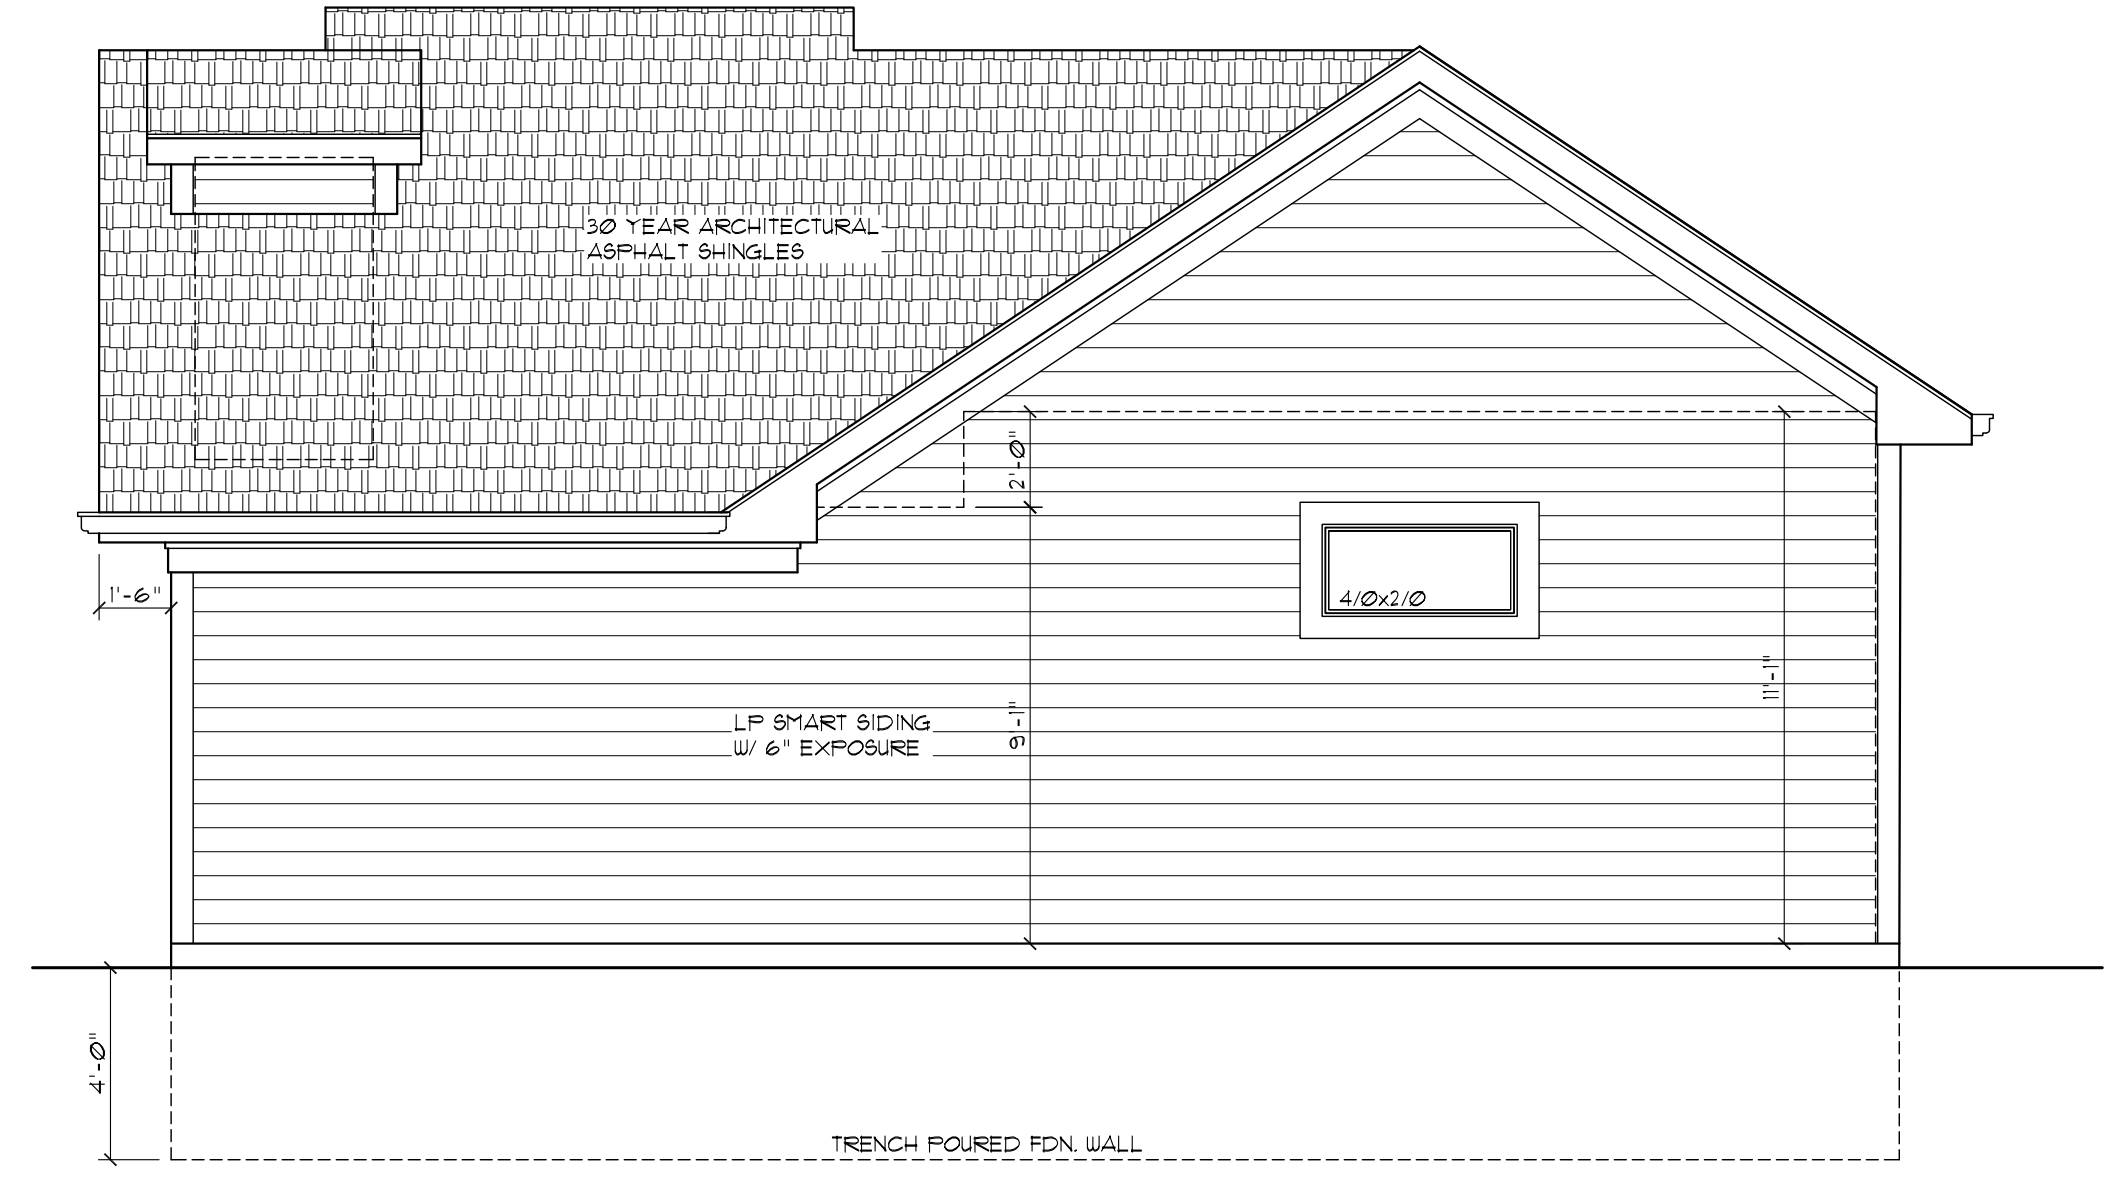 30 YEAR ARCHITECTURAL
ASPHALT SHINGLES
2'-0"
1'-6"
4/0x2/0
11'-1"
LP SMART SIDING
W/ 6" EXPOSURE
9'-1"
4'-0"
TRENCH POURED FDN. WALL